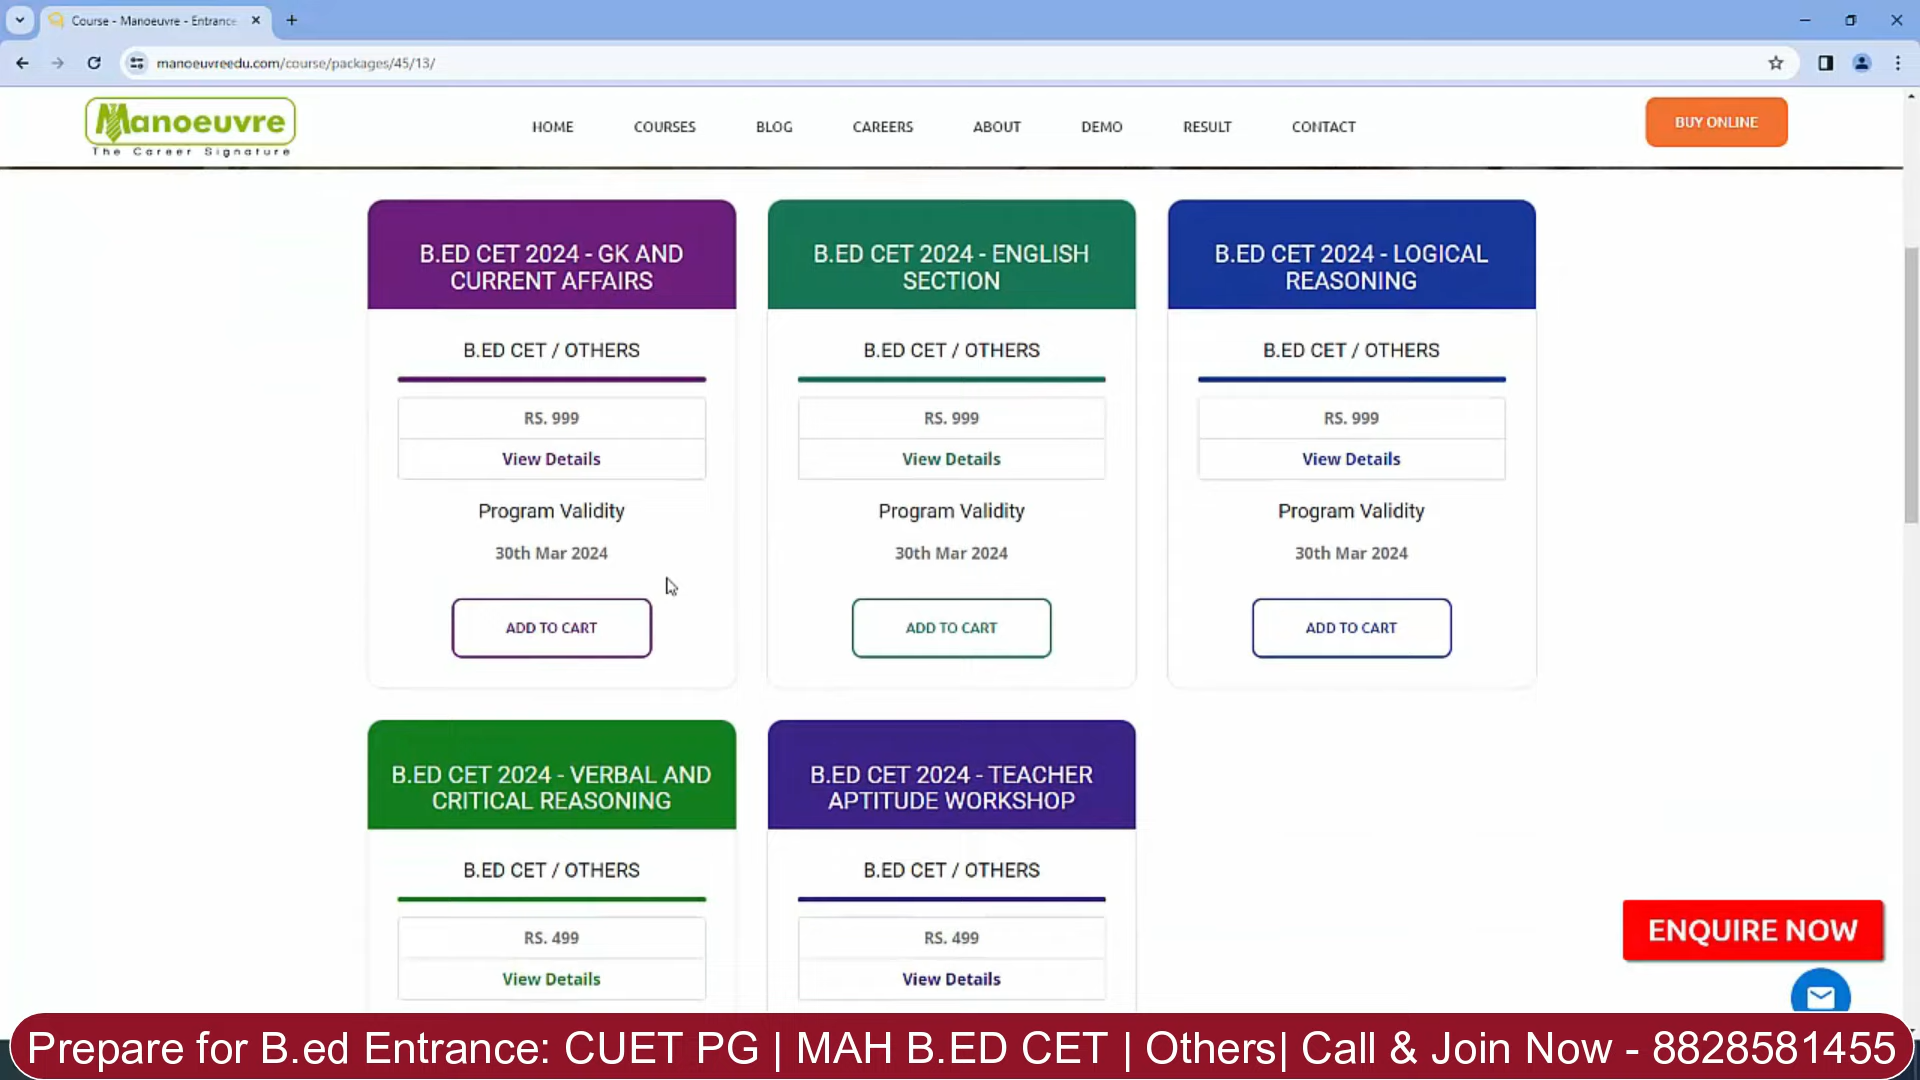 Course - Manoeuvre - Entrance
manoeuvreedu.com/course/packages/45/13/
Manoeuvre
The Career Signature
HOME
COURSES
BLOG
CAREERS
ABOUT
DEMO
RESULT
CONTACT
BUY ONLINE
B.ED CET 2024 - GK AND
CURRENT AFFAIRS
B.ED CET / OTHERS
RS. 999
View Details
Program Validity
30th Mar 2024
ADD TO CART
B.ED CET 2024 - ENGLISH
SECTION
B.ED CET / OTHERS
RS. 999
View Details
Program Validity
30th Mar 2024
ADD TO CART
B.ED CET 2024 - LOGICAL
REASONING
B.ED CET / OTHERS
RS. 999
View Details
Program Validity
30th Mar 2024
ADD TO CART
B.ED CET 2024 - VERBAL AND
CRITICAL REASONING
B.ED CET / OTHERS
RS. 499
View Details
B.ED CET 2024 - TEACHER
APTITUDE WORKSHOP
B.ED CET / OTHERS
RS. 499
View Details
ENQUIRE NOW
Prepare for B.ed Entrance: CUET PG | MAH B.ED CET | Others| Call & Join Now - 8828581455